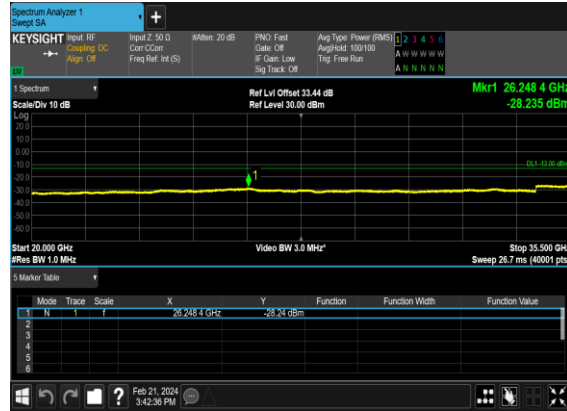 Spectrum Analyzer 1
Swept SA
+
KEYSIGHT Input: RF Input Z: 50 Ω #Atten: 20 dB PNO: Fast Avg Type: Power (RMS) 1 2 3 4 5 6
Coupling: DC Corr CCorr Gate: Off Avg|Hold: 100/100 A W W W W W
Align: Off Freq Ref: Int (S) IF Gain: Low Trig: Free Run
Sig Track: Off A N N N N N
1 Spectrum Ref Lvl Offset 33.44 dB Mkr1 26.248 4 GHz
Scale/Div 10 dB Ref Level 30.00 dBm -28.235 dBm
Log
20.0
10.0
0.00
-10.0 DL1 -13.00 dBm
-20.0 1
-30.0
-40.0
-50.0
-60.0
Start 20.000 GHz Video BW 3.0 MHz* Stop 35.500 GHz
#Res BW 1.0 MHz Sweep 26.7 ms (40001 pts)
5 Marker Table
Mode Trace Scale X Y Function Function Width Function Value
1 N 1 f 26.248 4 GHz -28.24 dBm
2
3
4
5
6
? Feb 21, 2024
3:42:36 PM